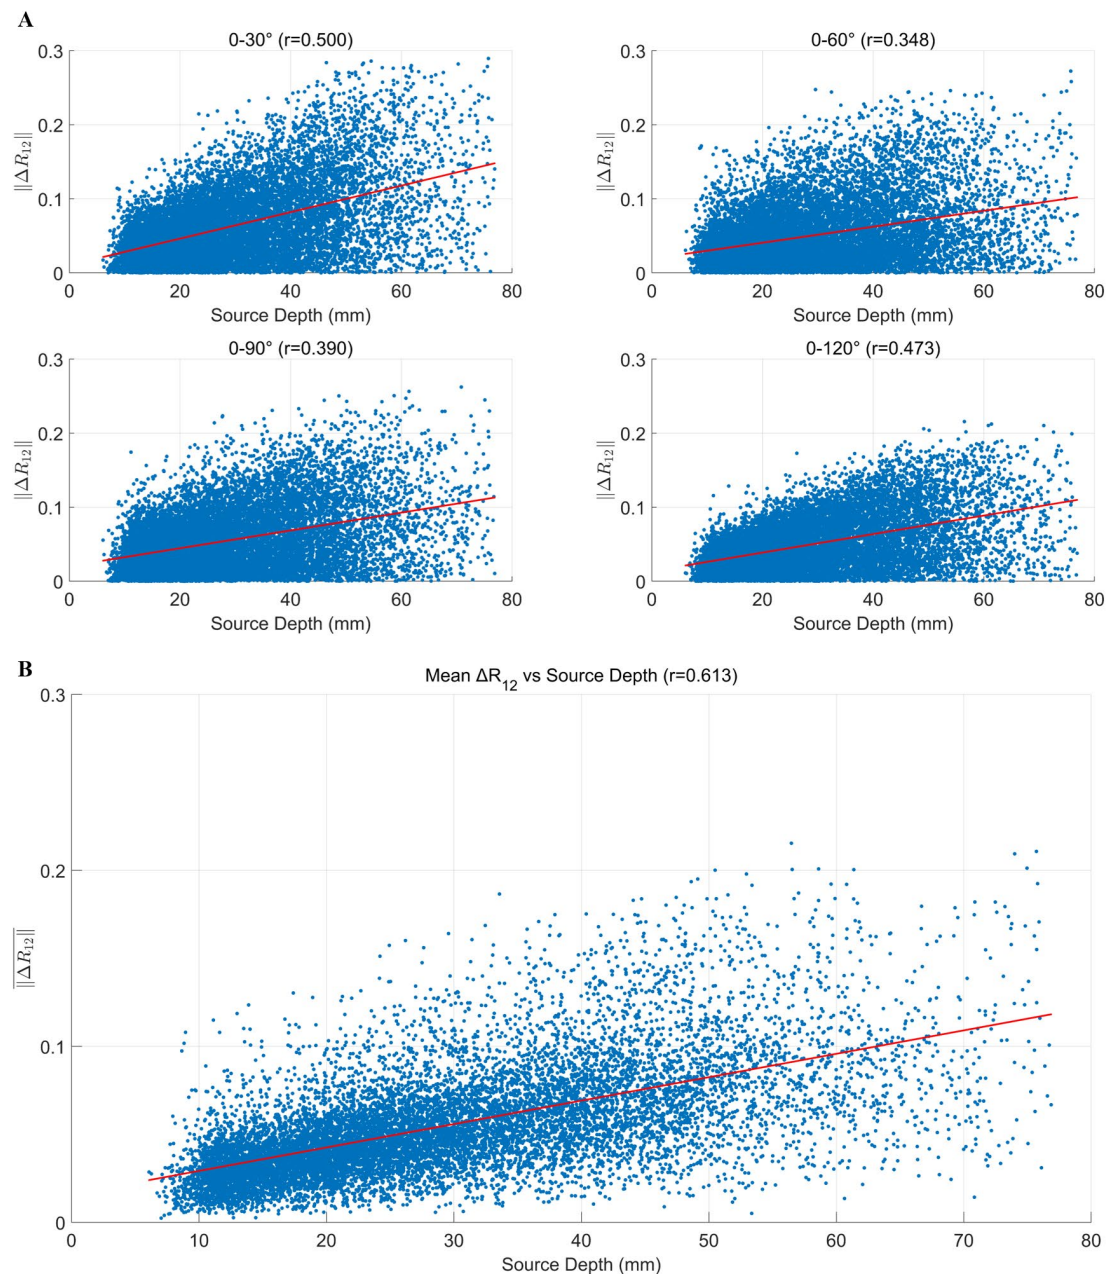 A
0-30° (r=0.500)
0.3
0.2
0.1
0
||ΔR₁₂||
0 20 40 60 80
Source Depth (mm)
0-60° (r=0.348)
0.3
0.2
0.1
0
||ΔR₁₂||
0 20 40 60 80
Source Depth (mm)
0-90° (r=0.390)
0.3
0.2
0.1
0
||ΔR₁₂||
0 20 40 60 80
Source Depth (mm)
0-120° (r=0.473)
0.3
0.2
0.1
0
||ΔR₁₂||
0 20 40 60 80
Source Depth (mm)
B
Mean ΔR₁₂ vs Source Depth (r=0.613)
0.3
0.2
0.1
0
||ΔR₁₂||
0 10 20 30 40 50 60 70 80
Source Depth (mm)